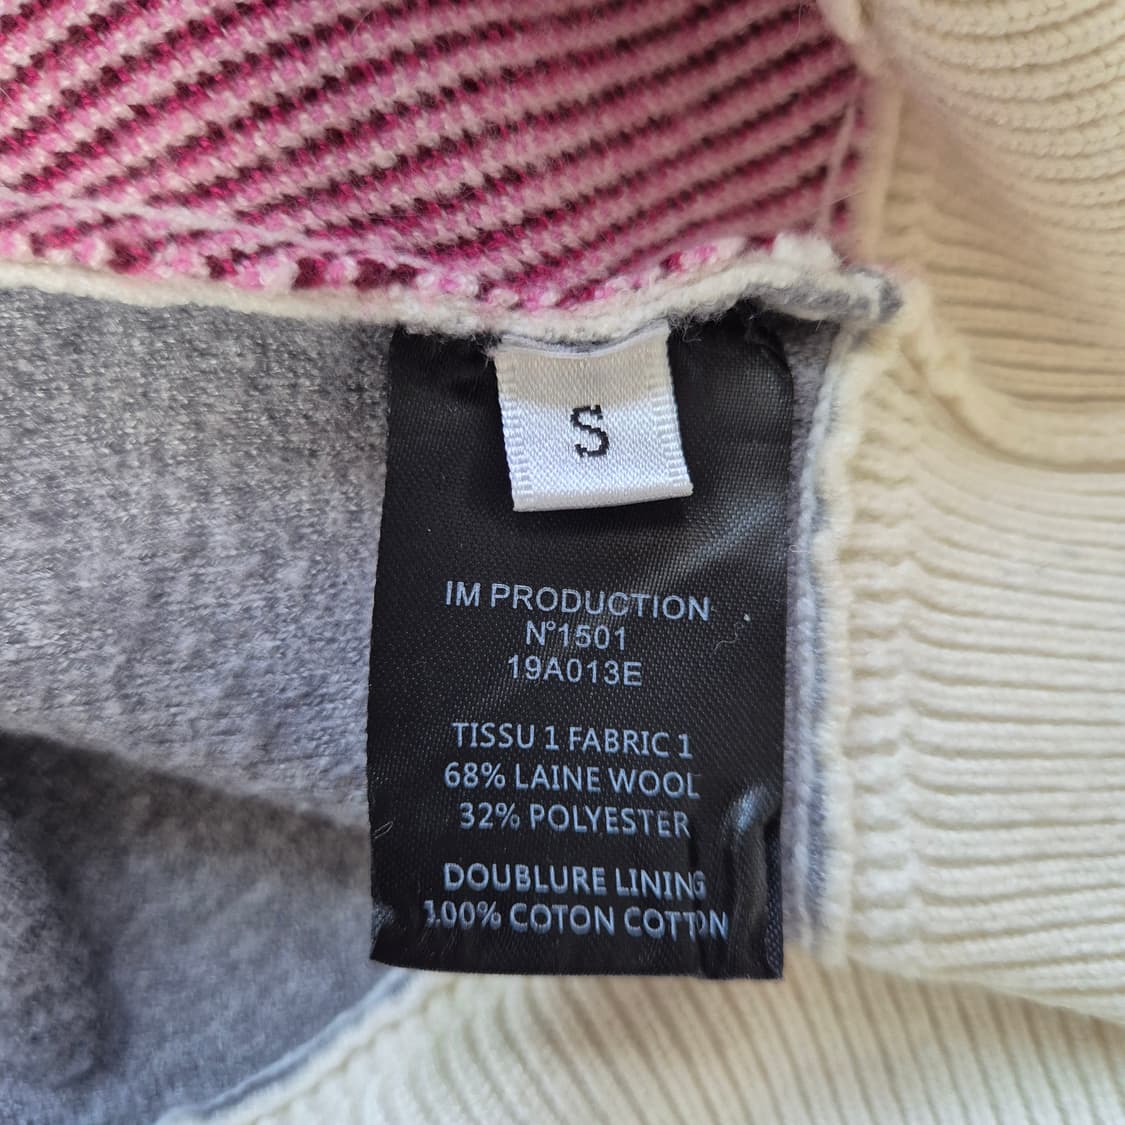 S
IM PRODUCTION
N°1501
19A013E
TISSU 1 FABRIC 1
68% LAINE WOOL
32% POLYESTER
DOUBLURE LINING
100% COTON COTTON